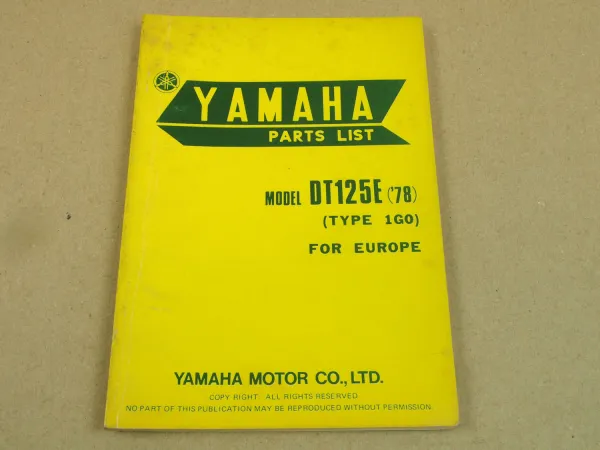 YAMAHA
PARTS LIST
MODEL DT125E ('78)
(TYPE 1G0)
FOR EUROPE
YAMAHA MOTOR CO., LTD.
COPY RIGHT ALL RIGHTS RESERVED
NO PART OF THIS PUBLICATION MAY BE REPRODUCED WITHOUT PERMISSION.